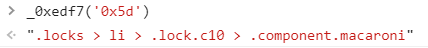 > _0xedf7('0x5d')
< ".locks > li > .lock.c10 > .component.macaroni"